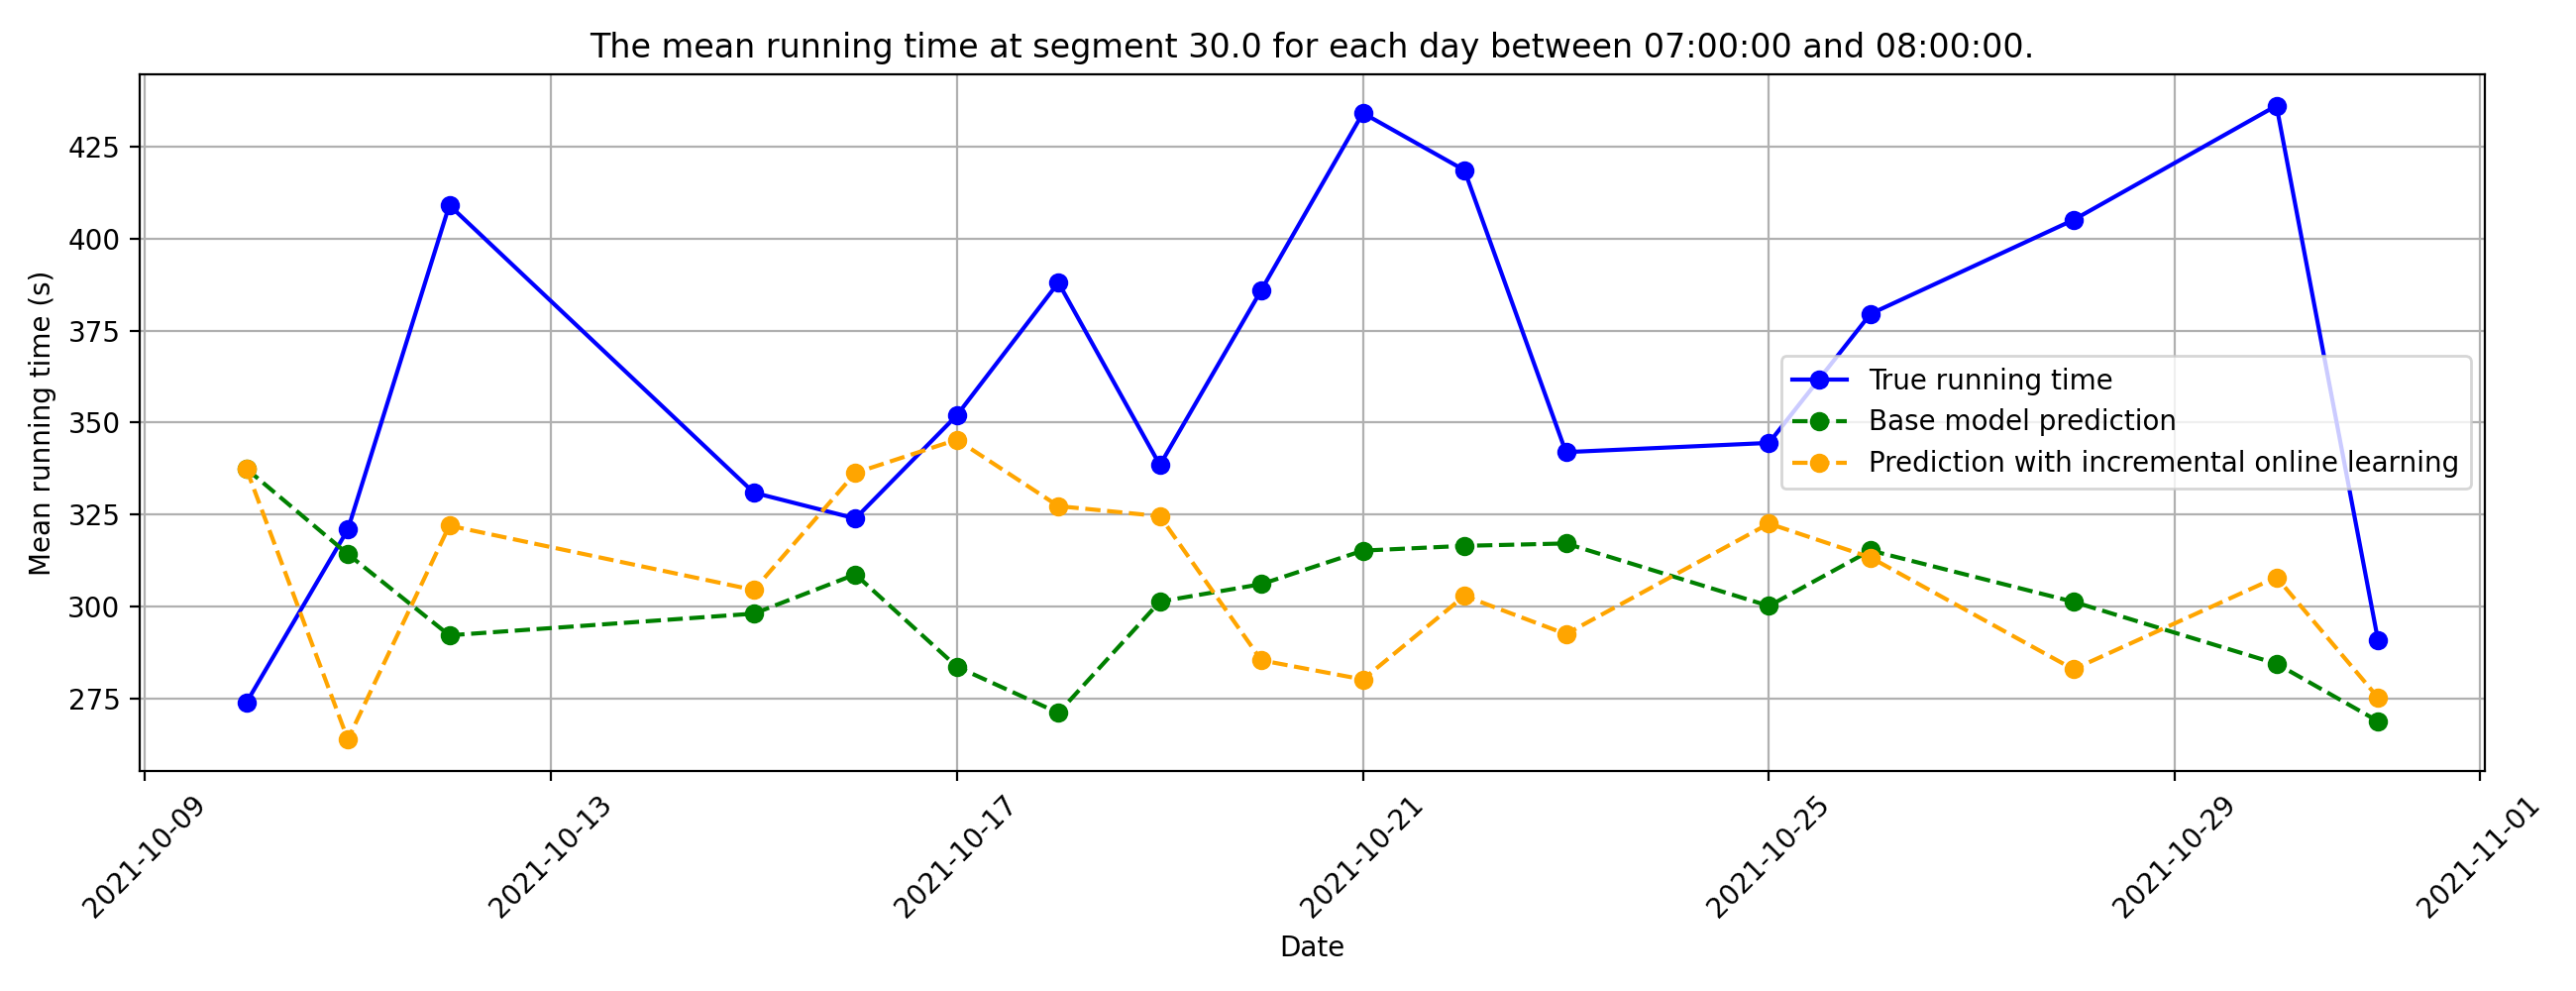 The mean running time at segment 30.0 for each day between 07:00:00 and 08:00:00.
Mean running time (s)
425
400
375
350
325
300
275
True running time
Base model prediction
Prediction with incremental online learning
2021-10-09
2021-10-13
2021-10-17
2021-10-21
2021-10-25
2021-10-29
2021-11-01
Date